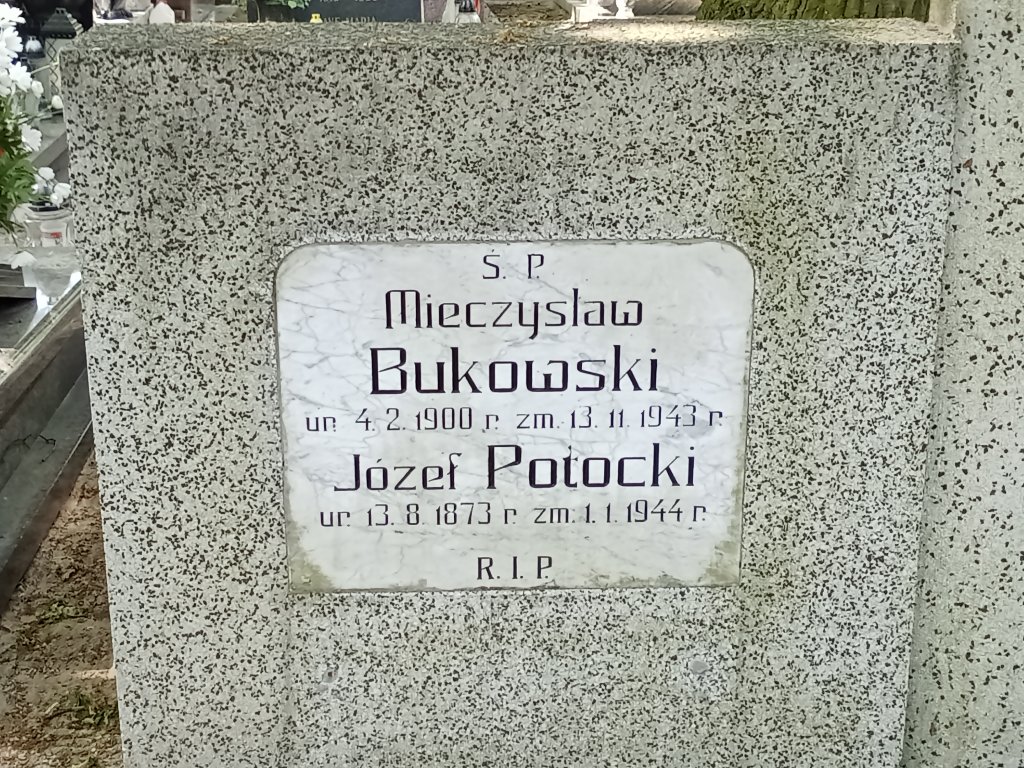 S. P.
Mieczysław
Bukowski
ur. 4. 2. 1900 r. zm. 13. 11. 1943 r.
Józef Potocki
ur. 13. 8. 1873 r. zm. 1. 1. 1944 r.
R. I. P.